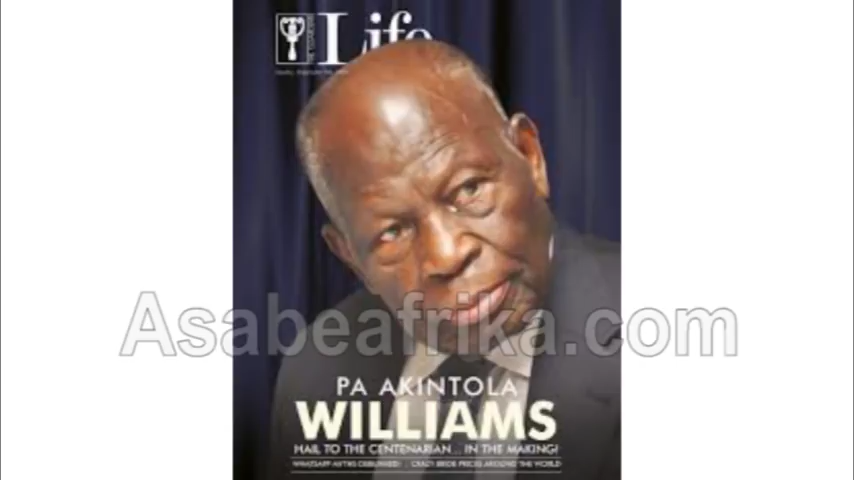 Life
Asabeafrika.com
PA AKINTOLA
WILLIAMS
HAIL TO THE CENTENARIAN... IN THE MAKING!
WHATSAPP MYTHS DEBUNKED! . CRAZY BRIDE PRICES AROUND THE WORLD